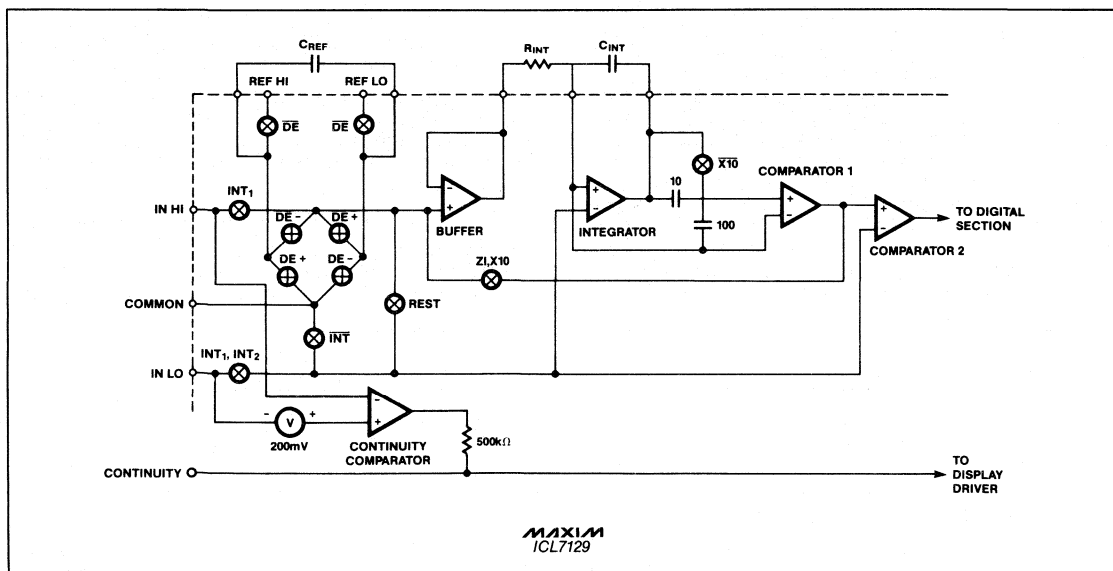 CREF
RINT
CINT
REF HI
REF LO
DE
DE
X10
COMPARATOR 1
INT1
IN HI
DE -
DE +
- 
+
BUFFER
+
-
INTEGRATOR
10
100
+
-
+
-
TO DIGITAL
SECTION
COMPARATOR 2
DE +
DE -
ZI,X10
COMMON
REST
INT
INT1, INT2
IN LO
-
V
+
200mV
-
+
CONTINUITY
COMPARATOR
500kΩ
CONTINUITY
TO
DISPLAY
DRIVER
MAXIM
ICL7129